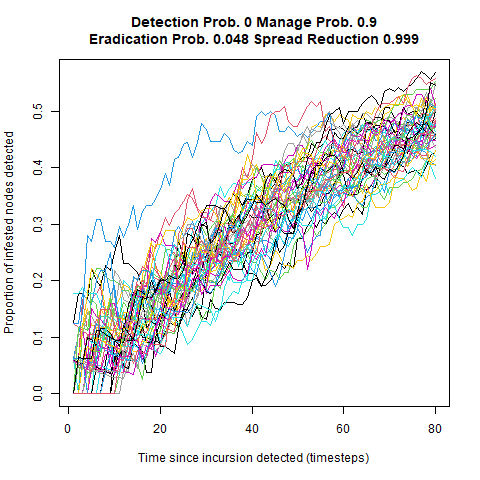 Detection Prob. 0 Manage Prob. 0.9
Eradication Prob. 0.048 Spread Reduction 0.999
Proportion of infested nodes detected
0.5
0.4
0.3
0.2
0.1
0.0
0 20 40 60 80
Time since incursion detected (timesteps)